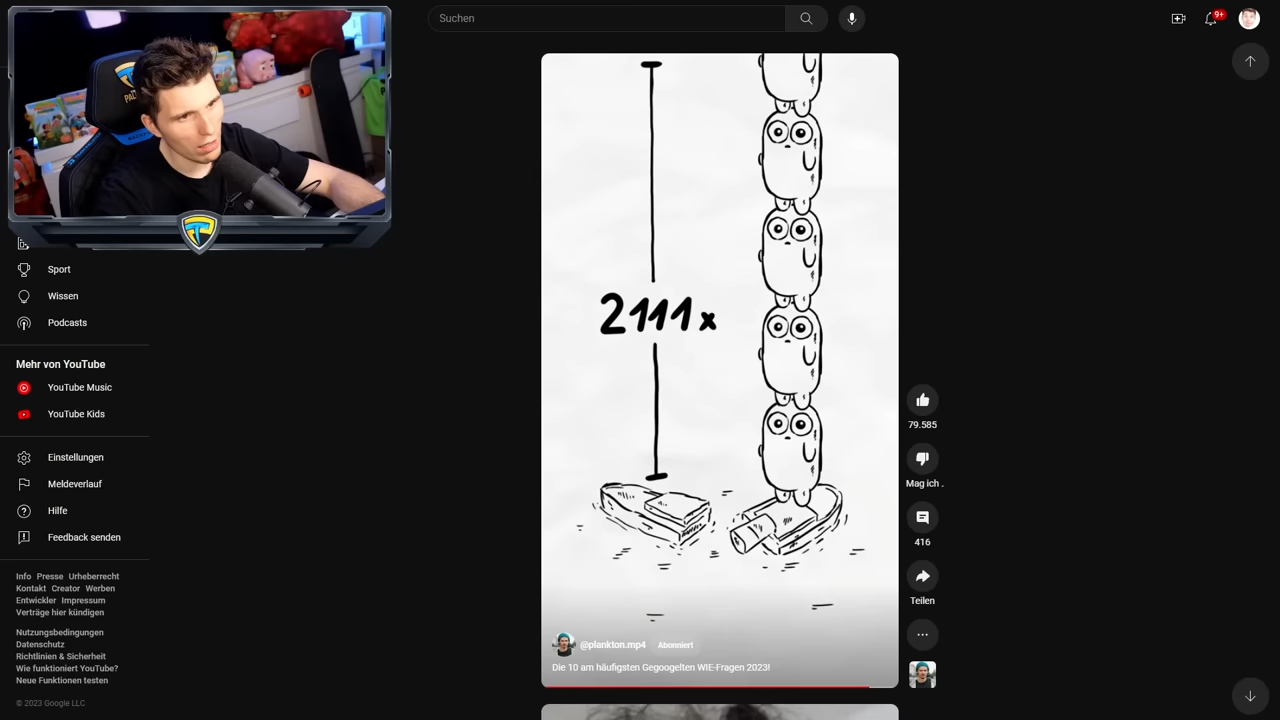 Suchen
9+
Sport
Wissen
Podcasts
Mehr von YouTube
YouTube Music
YouTube Kids
Einstellungen
Meldeverlauf
Hilfe
Feedback senden
Info Presse Urheberrecht
Kontakt Creator Werben
Entwickler Impressum
Verträge hier kündigen
Nutzungsbedingungen
Datenschutz
Richtlinien & Sicherheit
Wie funktioniert YouTube?
Neue Funktionen testen
© 2023 Google LLC
2111 x
@plankton.mp4 Abonniert
Die 10 am häufigsten Gegoogelten WIE-Fragen 2023!
79.585
Mag ich .
416
Teilen